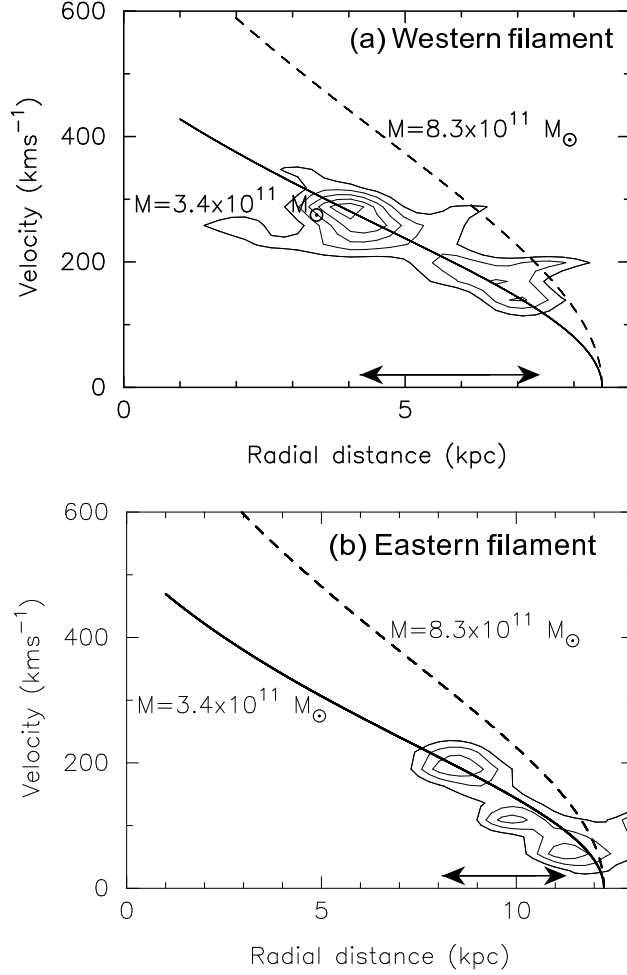 (a) Western filament
600
400
200
0
Velocity (kms⁻¹)
M=8.3x10¹¹ M⊙
M=3.4x10¹¹ M⊙
0
5
Radial distance (kpc)
(b) Eastern filament
600
400
200
0
Velocity (kms⁻¹)
M=8.3x10¹¹ M⊙
M=3.4x10¹¹ M⊙
0
5
10
Radial distance (kpc)